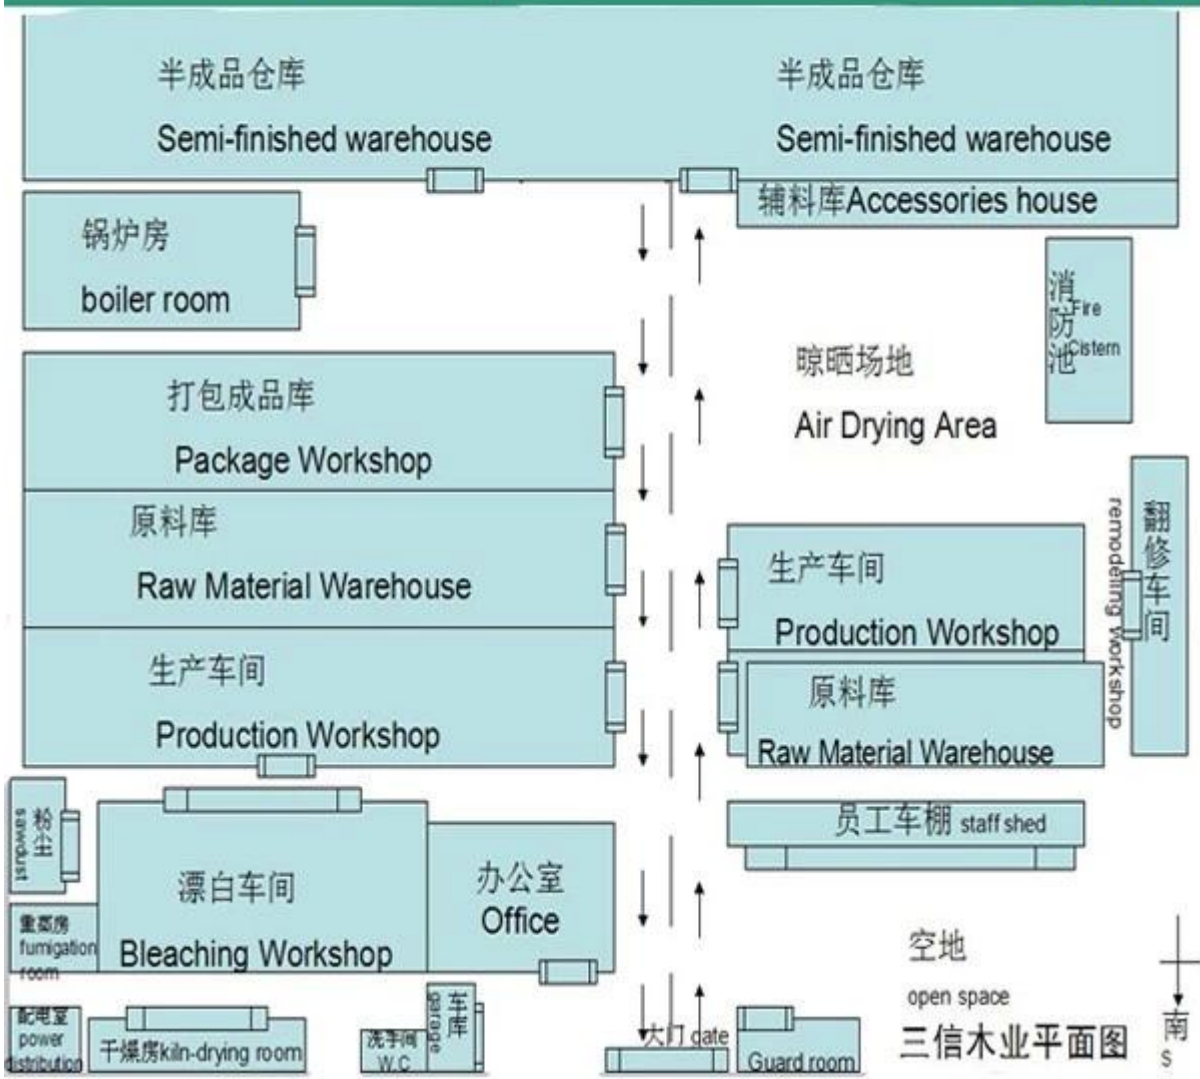 半成品仓库
Semi-finished warehouse
半成品仓库
Semi-finished warehouse
辅料库Accessories house
锅炉房
boiler room
消防池
Fire
Cistern
晾晒场地
Air Drying Area
打包成品库
Package Workshop
原料库
Raw Material Warehouse
生产车间
Production Workshop
生产车间
Production Workshop
翻修车间
remodeling workshop
原料库
Raw Material Warehouse
粉尘
sawdust
员工车棚 staff shed
漂白车间
Bleaching Workshop
办公室
Office
重蒸房
fumigation
room
空地
open space
配电室
power
distribution
干燥房kiln-drying room
洗手间
W.C
车库
garage
大门 gate
Guard room
三信木业平面图
南
S